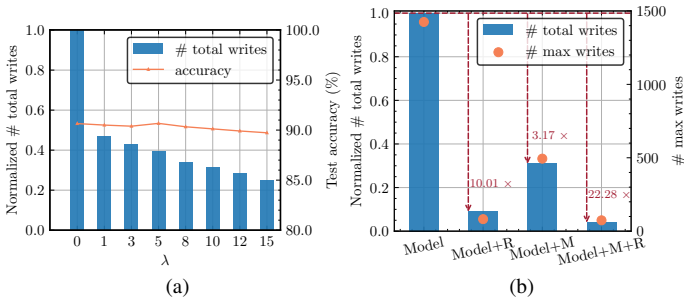 1.0
0.8
0.6
0.4
0.2
0.0
Normalized # total writes
# total writes
accuracy
100.0
95.0
90.0
85.0
80.0
Test accuracy (%)
0 1 3 5 8 10 12 15
λ
(a)
1.0
0.8
0.6
0.4
0.2
0.0
Normalized # total writes
# total writes
# max writes
10.01 ×
3.17 ×
22.28 ×
1500
1000
500
0
# max writes
Model Model+R Model+M Model+M+R
(b)